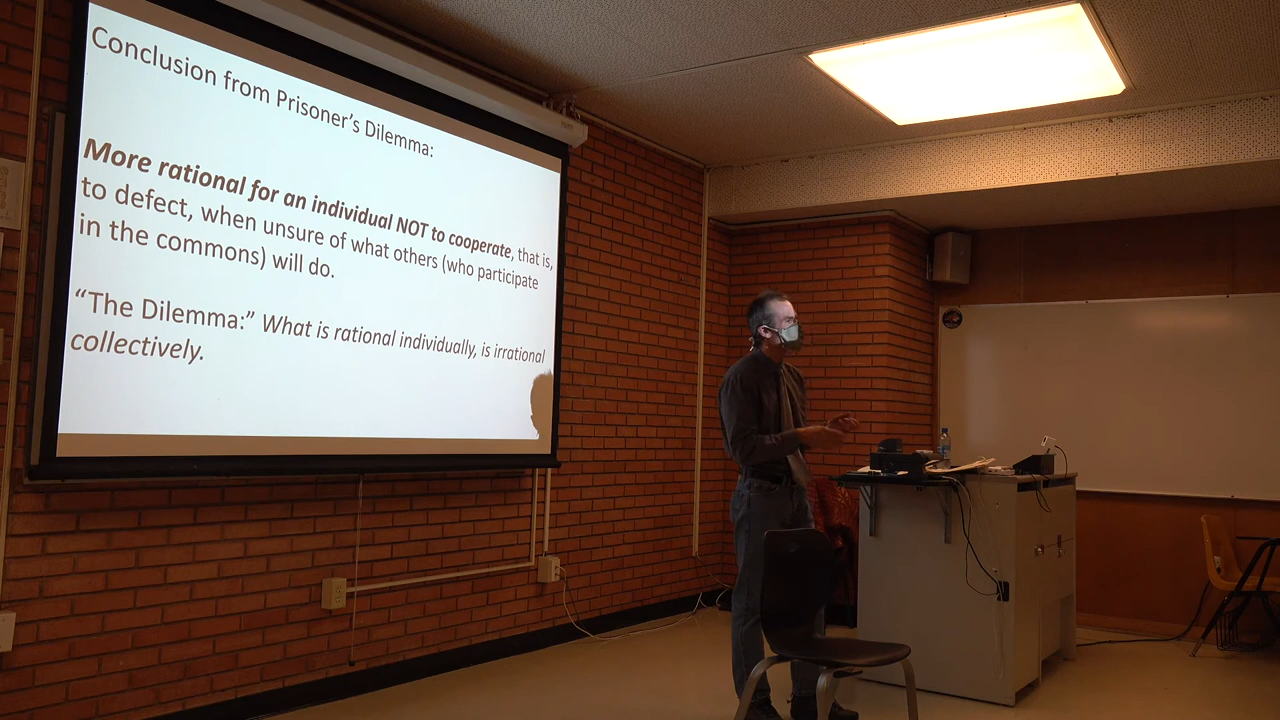 Conclusion from Prisoner's Dilemma:
More rational for an individual NOT to cooperate, that is,
to defect, when unsure of what others (who participate
in the commons) will do.
“The Dilemma:” What is rational individually, is irrational
collectively.